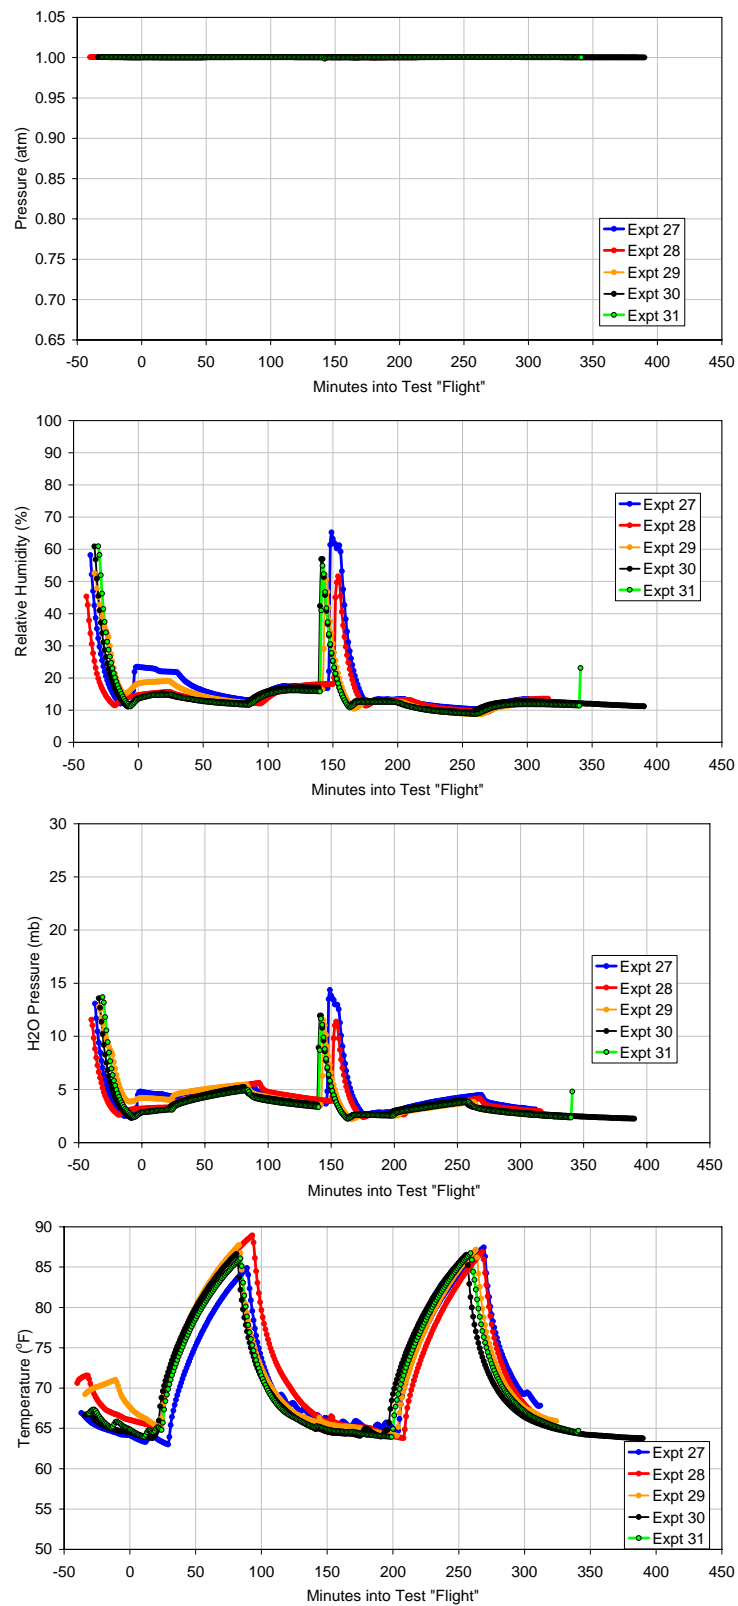 1.05
1.00
0.95
0.90
0.85
0.80
0.75
0.70
0.65
Pressure (atm)
Expt 27
Expt 28
Expt 29
Expt 30
Expt 31
-50 0 50 100 150 200 250 300 350 400 450
Minutes into Test "Flight"
100
90
80
70
60
50
40
30
20
10
0
Relative Humidity (%)
Expt 27
Expt 28
Expt 29
Expt 30
Expt 31
-50 0 50 100 150 200 250 300 350 400 450
Minutes into Test "Flight"
30
25
20
15
10
5
0
H2O Pressure (mb)
Expt 27
Expt 28
Expt 29
Expt 30
Expt 31
-50 0 50 100 150 200 250 300 350 400 450
Minutes into Test "Flight"
90
85
80
75
70
65
60
55
50
Temperature (⁰F)
Expt 27
Expt 28
Expt 29
Expt 30
Expt 31
-50 0 50 100 150 200 250 300 350 400 450
Minutes into Test "Flight"